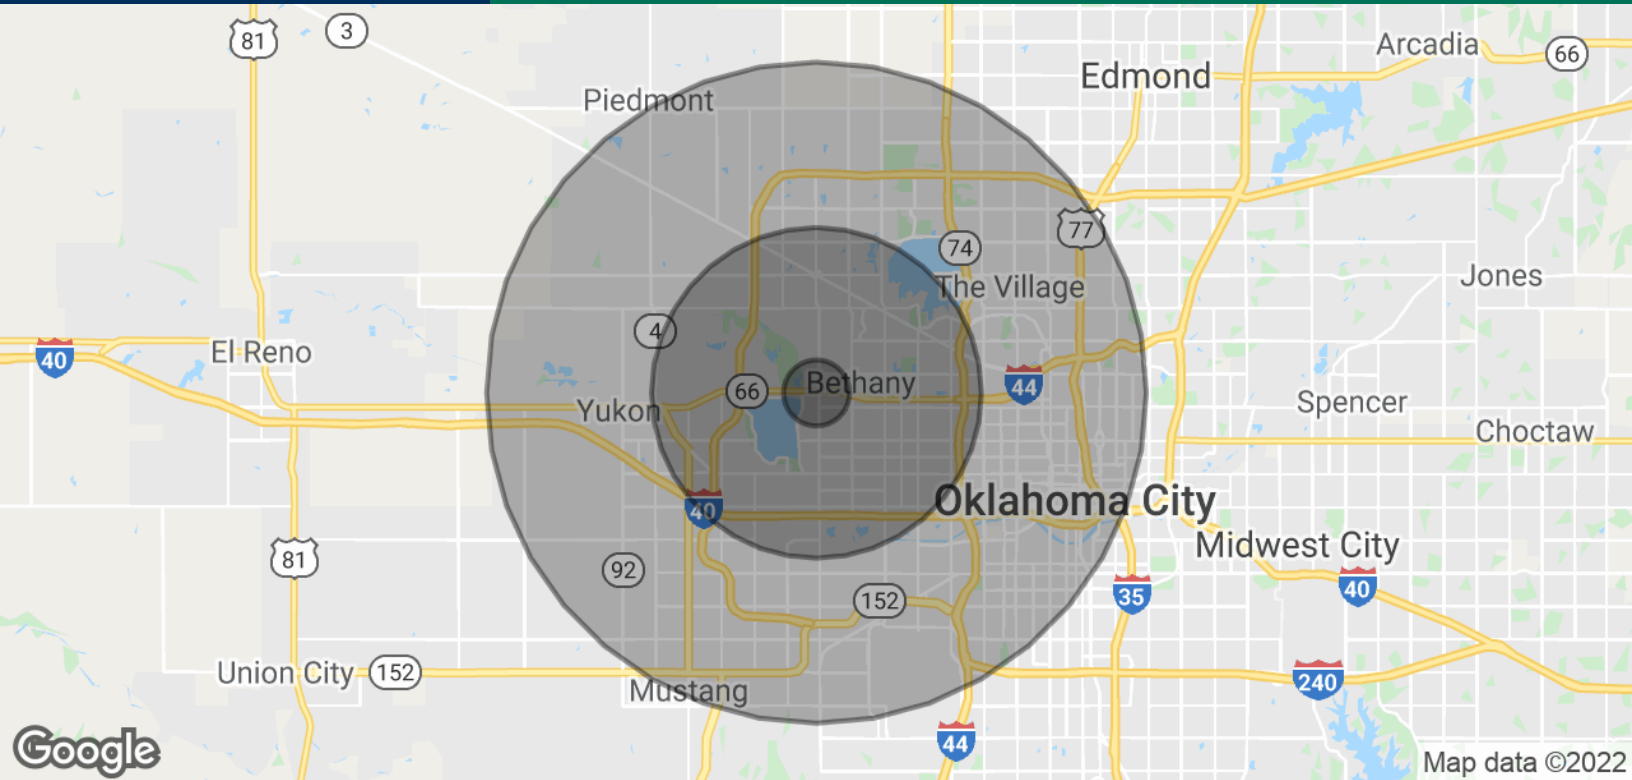 81
3
Arcadia
66
Edmond
Piedmont
77
74
Jones
The Village
4
El Reno
40
44
66
Bethany
Yukon
Spencer
Choctaw
Oklahoma City
40
Midwest City
81
92
40
35
152
Union City
152
Mustang
240
44
Google
Map data ©2022